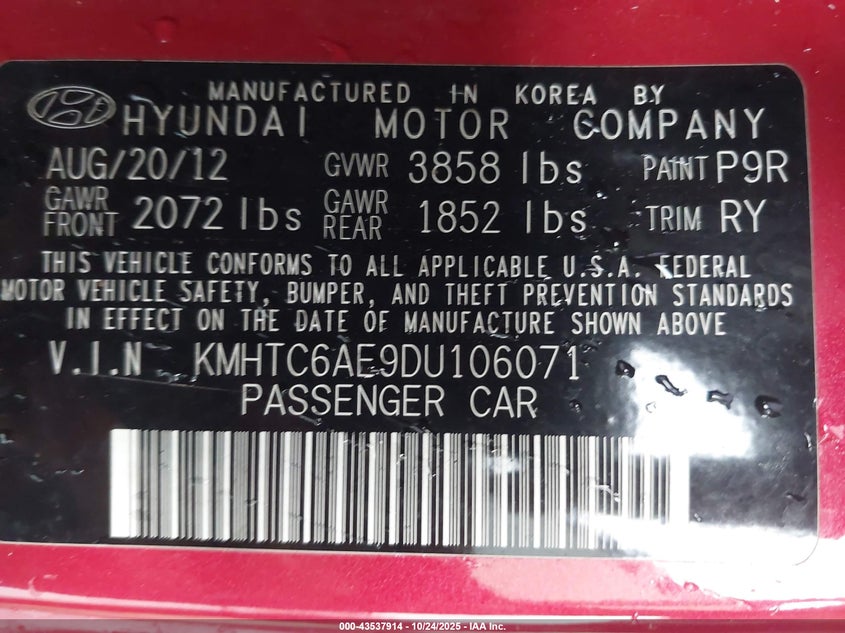 MANUFACTURED IN KOREA BY
HYUNDAI MOTOR COMPANY
AUG/20/12 GVWR 3858 lbs PAINT P9R
GAWR FRONT 2072 lbs GAWR REAR 1852 lbs TRIM RY
THIS VEHICLE CONFORMS TO ALL APPLICABLE U.S.A. FEDERAL
MOTOR VEHICLE SAFETY, BUMPER, AND THEFT PREVENTION STANDARDS
IN EFFECT ON THE DATE OF MANUFACTURE SHOWN ABOVE
V.I.N KMHTC6AE9DU106071
PASSENGER CAR
000-43537914 - 10/24/2025 - IAA Inc.